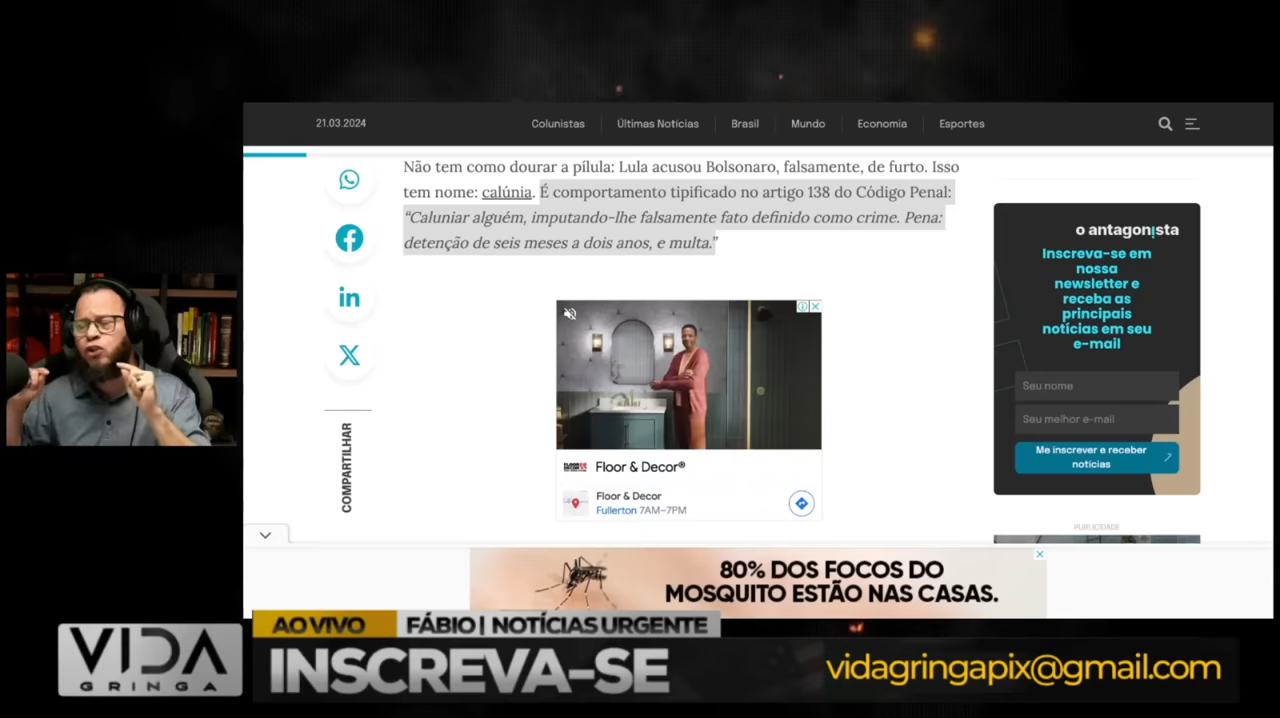 21.03.2024
Colunistas
Últimas Notícias
Brasil
Mundo
Economia
Esportes
Não tem como dourar a pílula: Lula acusou Bolsonaro, falsamente, de furto. Isso
tem nome: calúnia. É comportamento tipificado no artigo 138 do Código Penal:
“Caluniar alguém, imputando-lhe falsamente fato definido como crime. Pena:
detenção de seis meses a dois anos, e multa.”
COMPARTILHAR
o antagonista
Inscreva-se em
nossa
newsletter e
receba as
principais
notícias em seu
e-mail
Seu nome
Seu melhor e-mail
Me inscrever e receber
notícias
Floor & Decor®
Floor & Decor
Fullerton 7AM–7PM
PUBLICIDADE
80% DOS FOCOS DO
MOSQUITO ESTÃO NAS CASAS.
AO VIVO
FÁBIO | NOTÍCIAS URGENTE
VIDA
GRINGA
INSCREVA-SE
vidagringapix@gmail.com